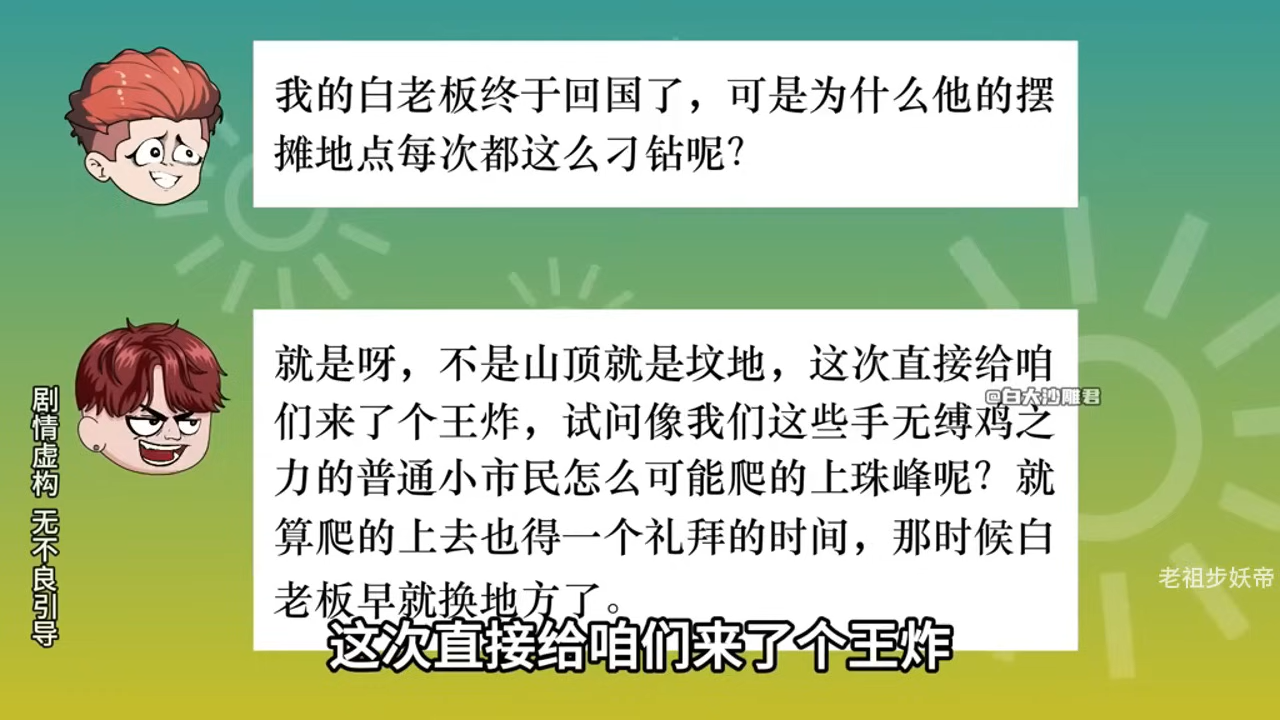 我的白老板终于回国了，可是为什么他的摆
摊地点每次都这么刁钻呢？
就是呀，不是山顶就是坟地，这次直接给咱
们来了个王炸，试问像我们这些手无缚鸡之
力的普通小市民怎么可能爬的上珠峰呢？就
算爬的上去也得一个礼拜的时间，那时候白
老板早就换地方了。
@白大沙雕君
剧情虚构 无不良引导
老祖步妖帝
这次直接给咱们来了个王炸